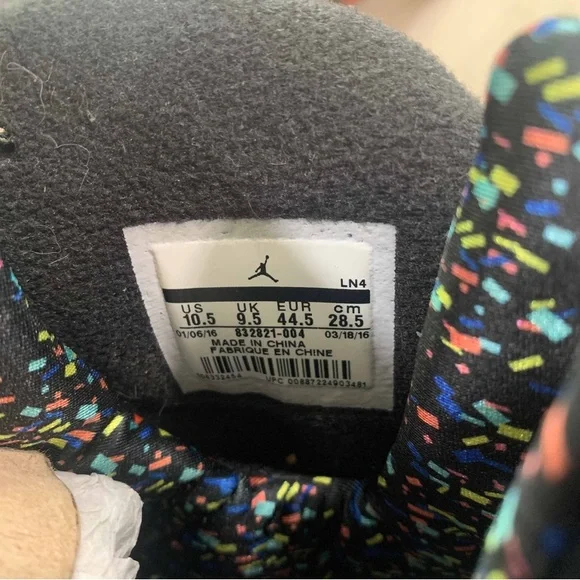 LN4
US UK EUR cm
10.5 9.5 44.5 28.5
01/06/16 832821-004 03/18/16
MADE IN CHINA
FABRIQUE EN CHINE
UPC 00887224903481